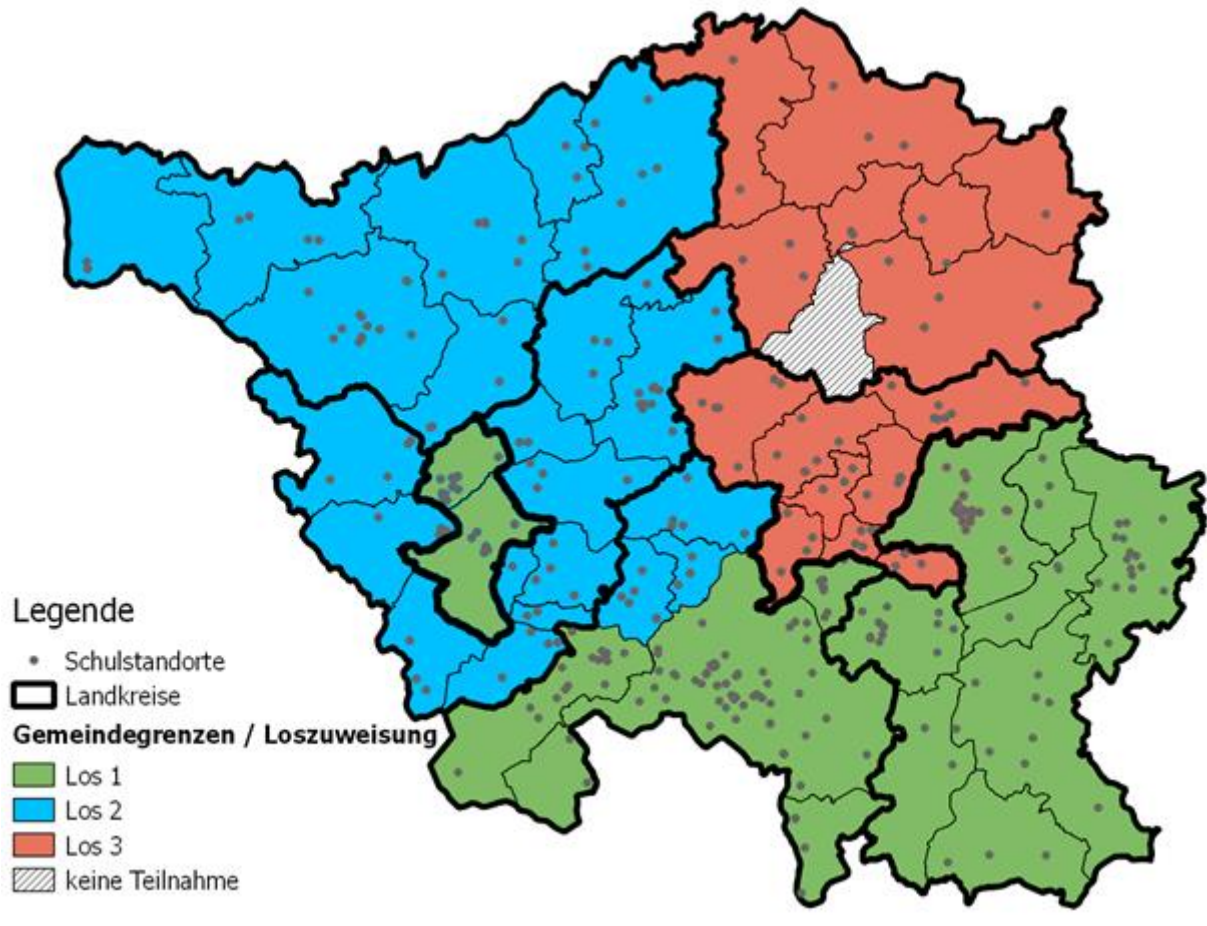 Legende
Schulstandorte
Landkreise
Gemeindegrenzen / Loszuweisung
Los 1
Los 2
Los 3
keine Teilnahme